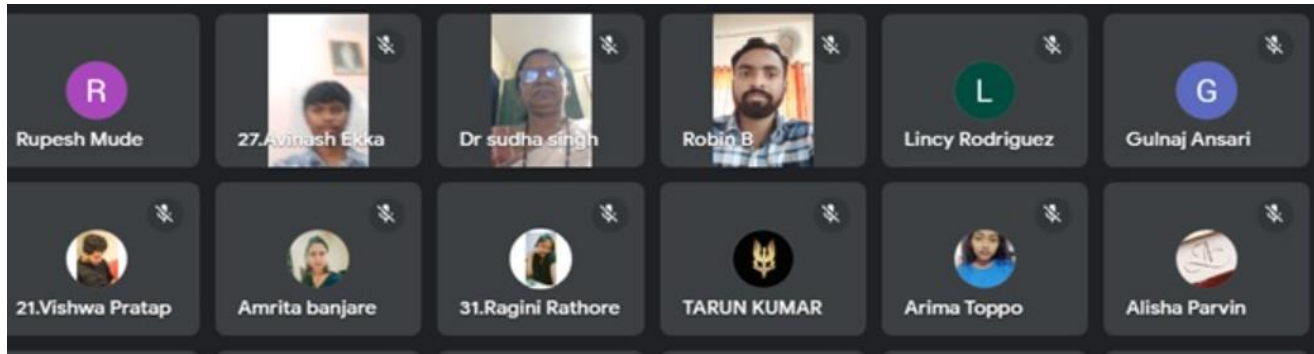 R
Rupesh Mude
27.Avinash Ekka
Dr sudha singh
Robin B
L
Lincy Rodriguez
G
Gulnaj Ansari
21.Vishwa Pratap
Amrita banjare
31.Ragini Rathore
TARUN KUMAR
Arima Toppo
Alisha Parvin